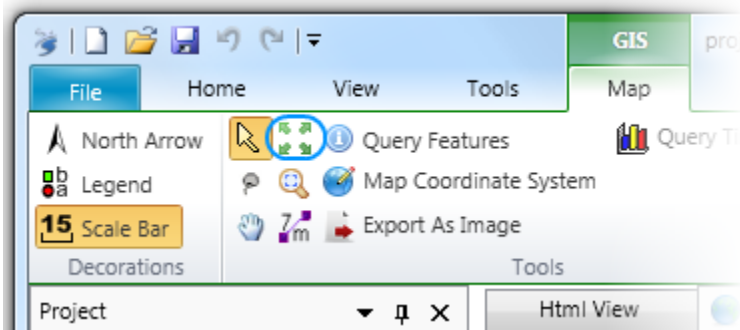 GIS
File Home View Tools Map
North Arrow Query Features
Legend Map Coordinate System
15 Scale Bar 7 m Export As Image
Decorations Tools
Project Html View